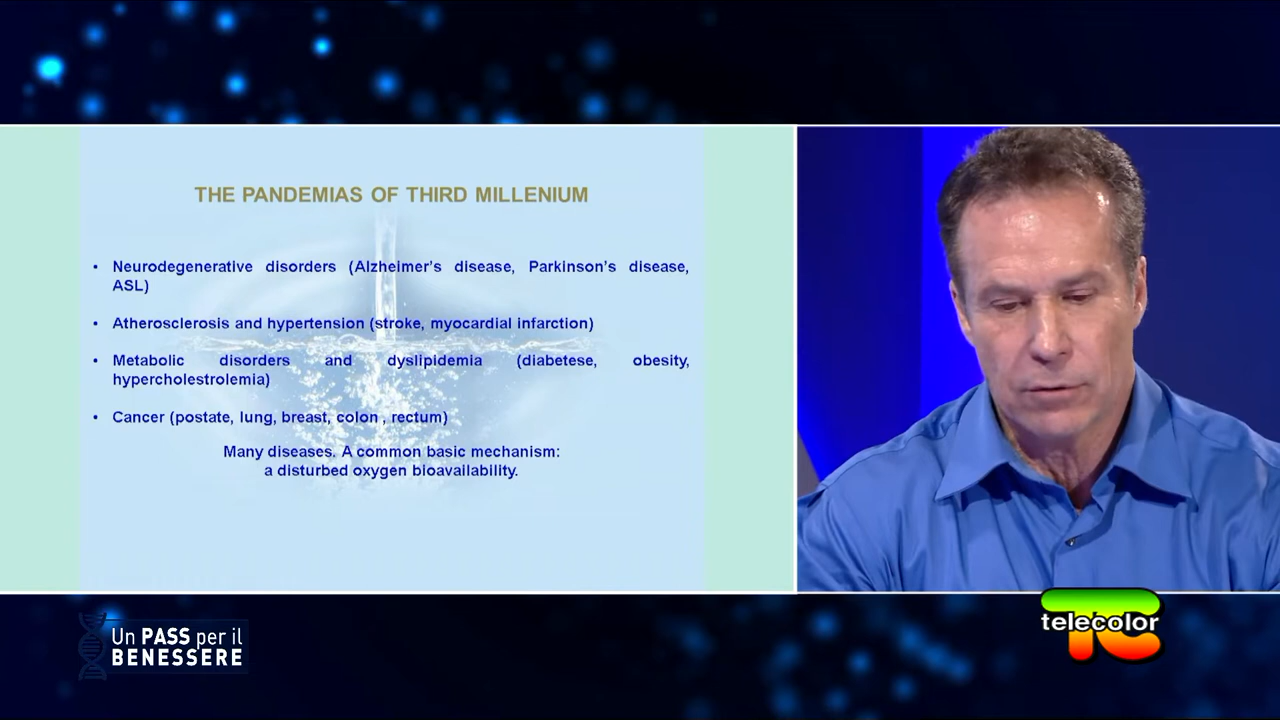 THE PANDEMIAS OF THIRD MILLENIUM
• Neurodegenerative disorders (Alzheimer's disease, Parkinson's disease,
ASL)
• Atherosclerosis and hypertension (stroke, myocardial infarction)
• Metabolic disorders and dyslipidemia (diabetese, obesity,
hypercholestrolemia)
• Cancer (postate, lung, breast, colon , rectum)
Many diseases. A common basic mechanism:
a disturbed oxygen bioavailability.
Un PASS per il
BENESSERE
telecolor